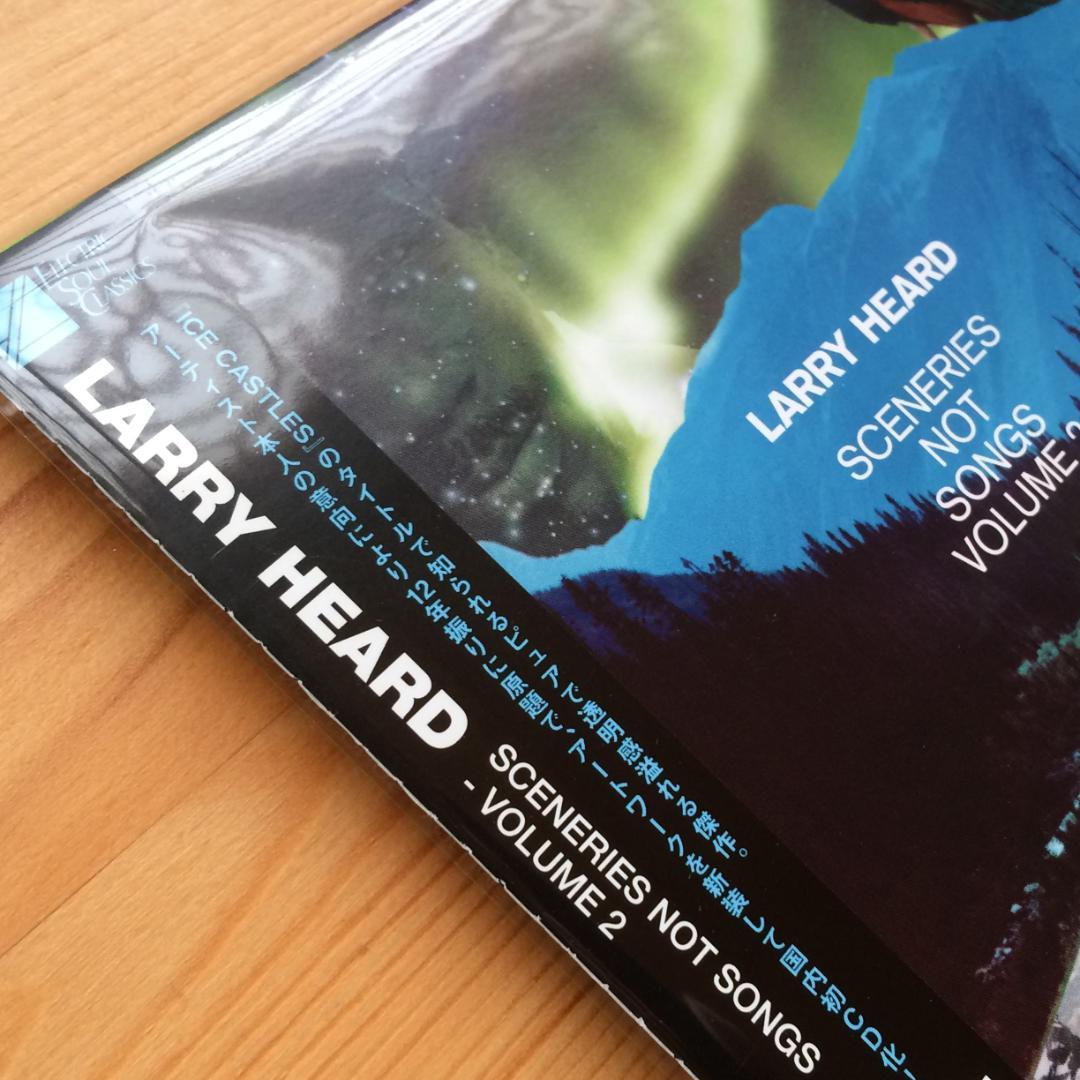 ELECTRIC
SOUL
CLASSICS
『ICE CASTLES』のタイトルで知られる、ピュアで透明感溢れる傑作。
アーティスト本人の意向により12年振りに原題で、アートワークを新装して国内初CD化
LARRY HEARD
SCENERIES NOT SONGS
- VOLUME 2
LARRY HEARD
SCENERIES
NOT
SONGS
VOLUME 2